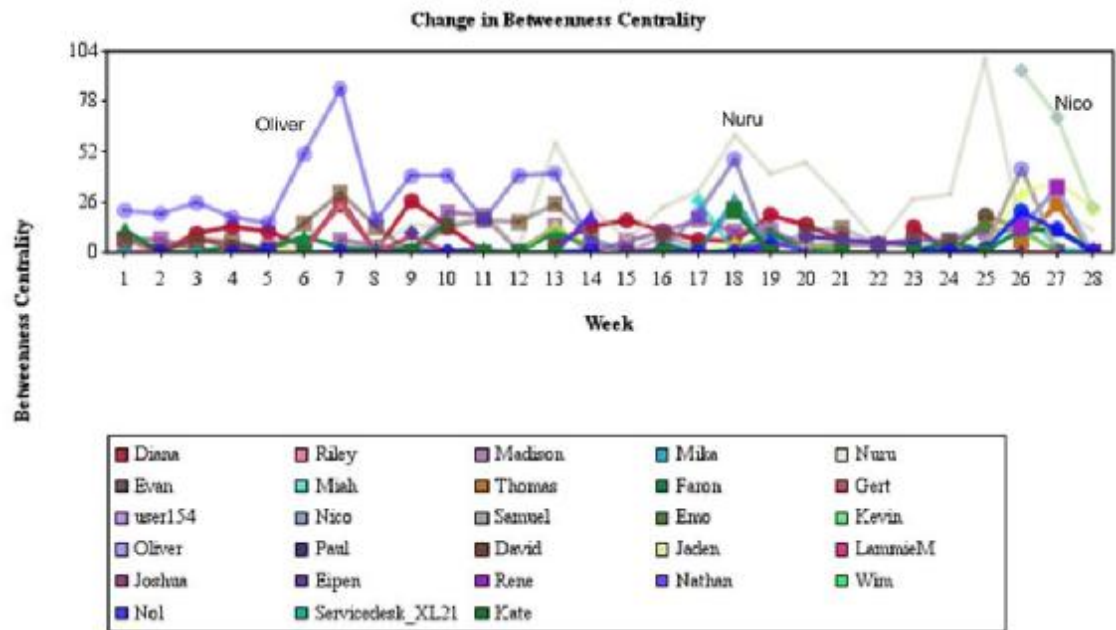 Change in Betweenness Centrality
104
78
52
26
0
Oliver
Nuru
Nico
1 2 3 4 5 6 7 8 9 10 11 12 13 14 15 16 17 18 19 20 21 22 23 24 25 26 27 28
Week
Betweenness Centrality
Diana Riley Madison Mika Nuru
Evan Miah Thomas Faron Gert
user154 Nico Samuel Emo Kevin
Oliver Paul David Jaden LammieM
Joshua Eipen Rene Nathan Wim
Nol Servicedesk_XL21 Kate